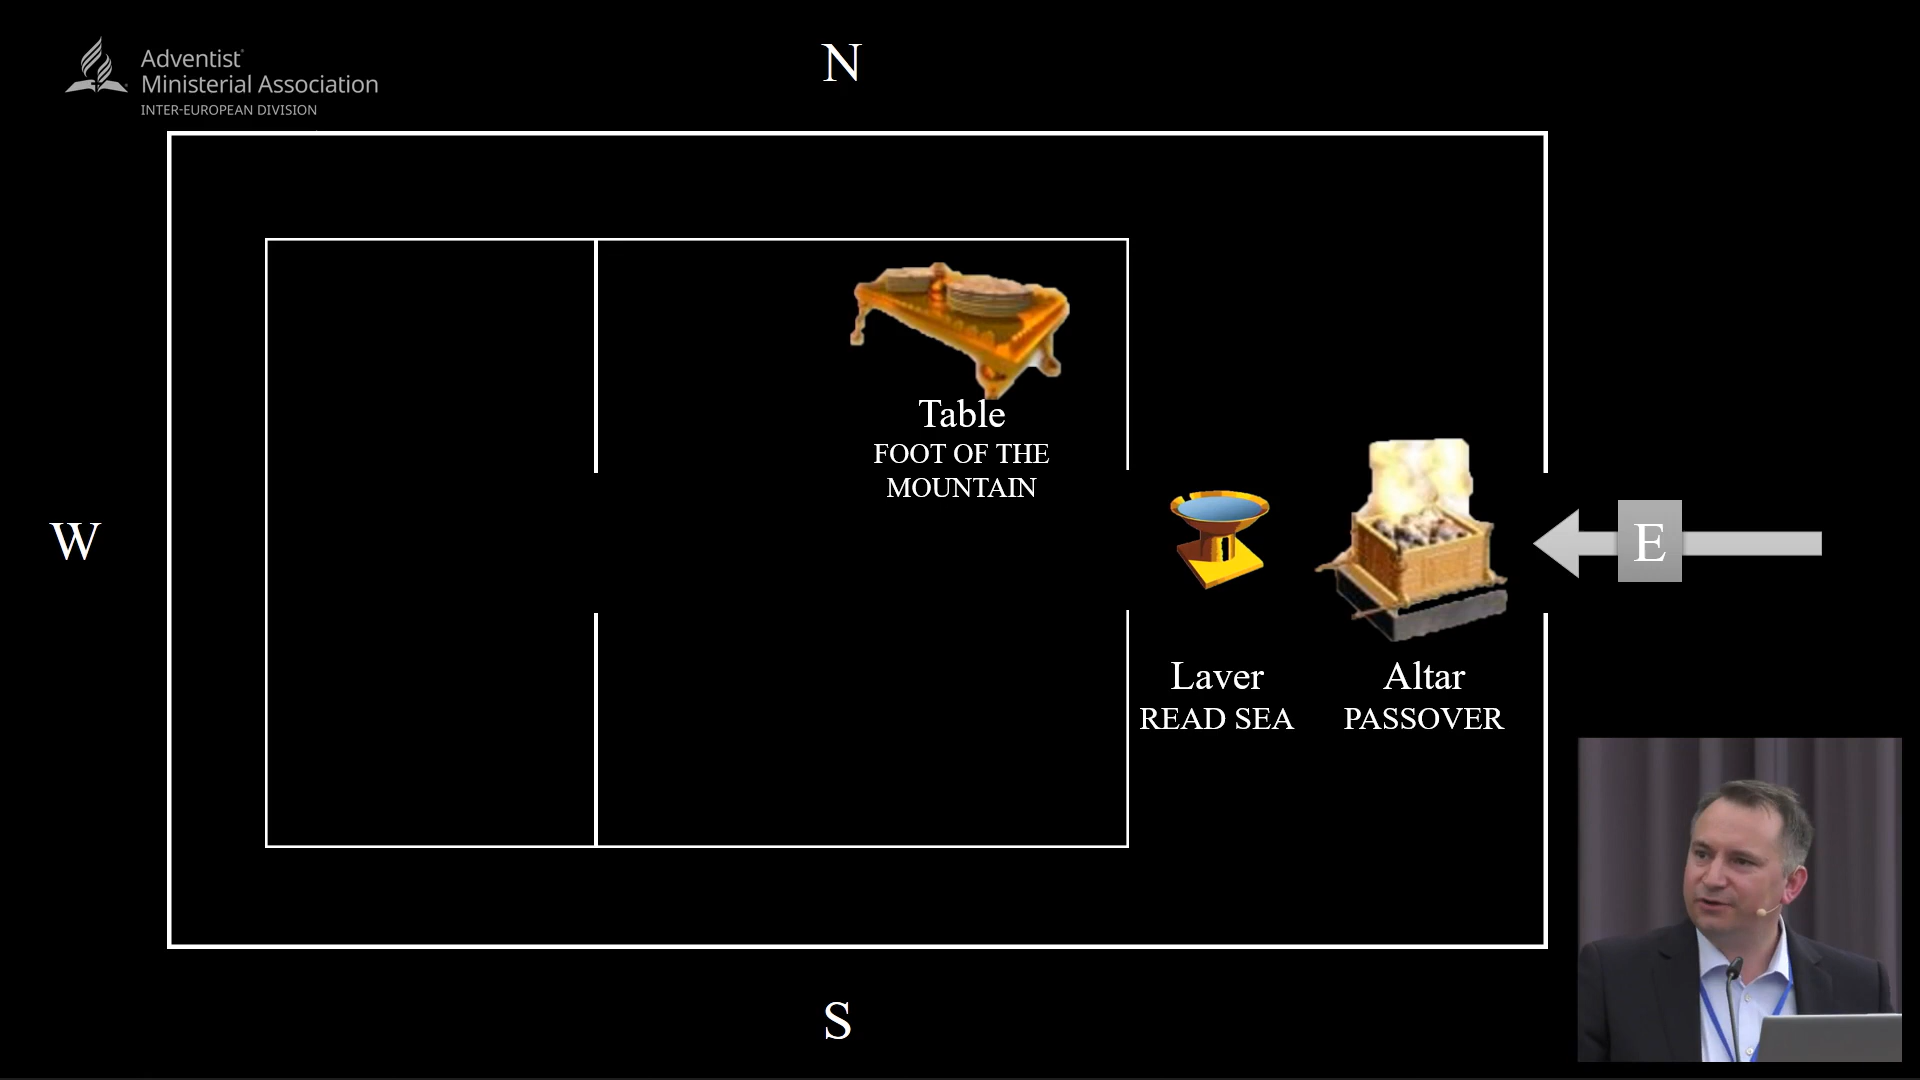 Adventist
Ministerial Association
INTER-EUROPEAN DIVISION
N
Table
FOOT OF THE
MOUNTAIN
W
E
Laver
READ SEA
Altar
PASSOVER
S